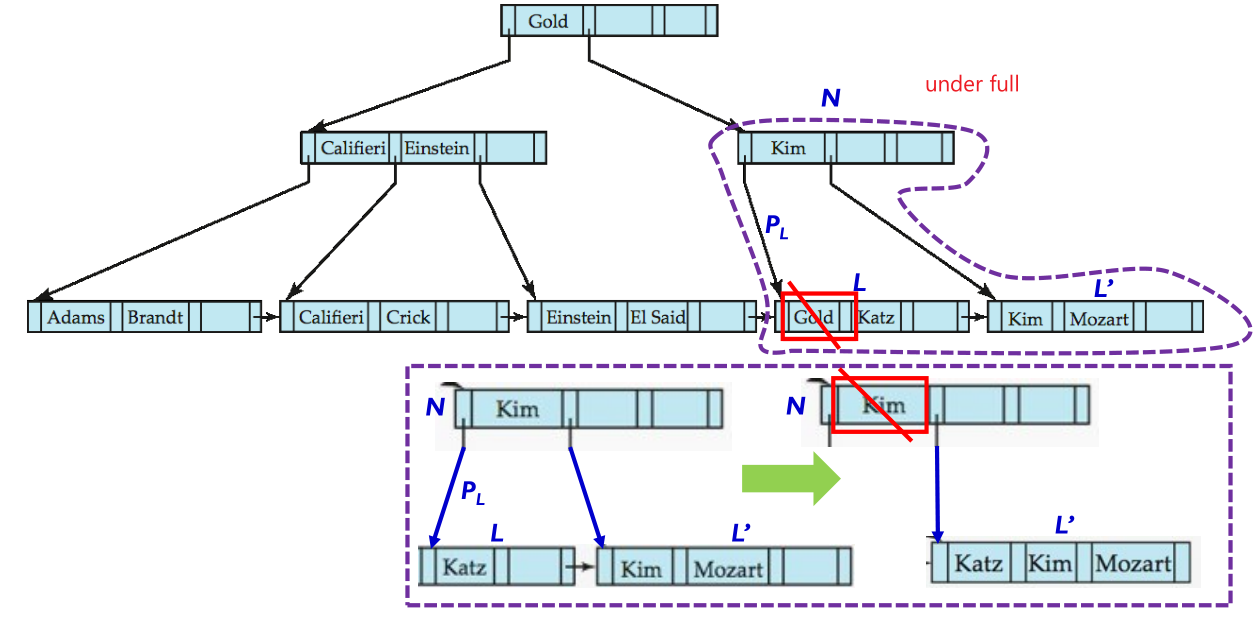 Gold
under full
N
Califieri Einstein
Kim
P_L
L
L’
Adams Brandt
Califieri Crick
Einstein El Said
Gold Katz
Kim Mozart
N
Kim
N
Kim
P_L
L
L’
L’
Katz
Kim Mozart
Katz Kim Mozart